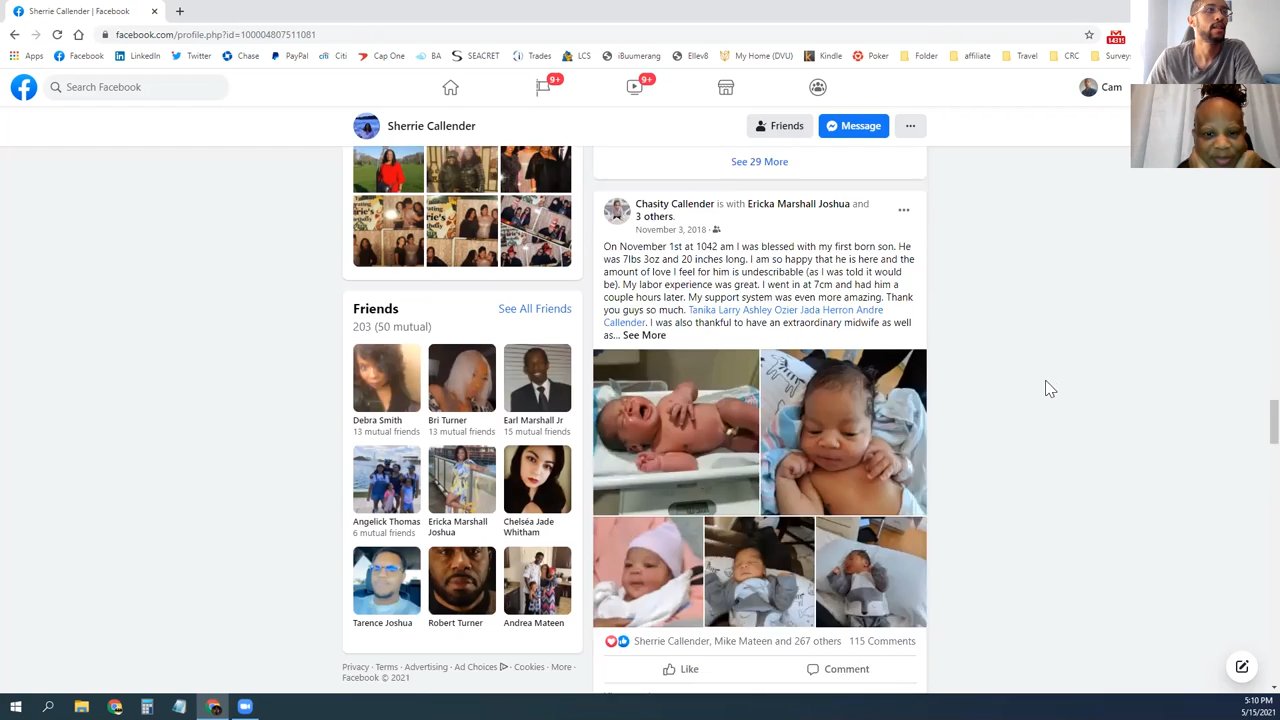 Sherrie Callender | Facebook
facebook.com/profile.php?id=100004807511081
Apps Facebook LinkedIn Twitter Chase PayPal Citi Cap One BA SEACRET Trades LCS iBuumerang Ellev8 My Home (DVU) Kindle Poker Folder affiliate Travel CRC Surveys
Search Facebook
9+
9+
Cam
Sherrie Callender
Friends
Message
See 29 More
Chasity Callender is with Ericka Marshall Joshua and
3 others.
November 3, 2018
On November 1st at 1042 am I was blessed with my first born son. He
was 7lbs 3oz and 20 inches long. I am so happy that he is here and the
amount of love I feel for him is undescribable (as I was told it would
be). My labor experience was great. I went in at 7cm and had him a
couple hours later. My support system was even more amazing. Thank
you guys so much. Tanika Larry Ashley Ozier Jada Herron Andre
Callender. I was also thankful to have an extraordinary midwife as well
as... See More
Friends
See All Friends
203 (50 mutual)
Debra Smith
13 mutual friends
Bri Turner
13 mutual friends
Earl Marshall Jr
15 mutual friends
Angelick Thomas
6 mutual friends
Ericka Marshall
Joshua
Chelséa Jade
Whitham
Tarence Joshua
Robert Turner
Andrea Mateen
Privacy · Terms · Advertising · Ad Choices · Cookies · More ·
Facebook © 2021
Sherrie Callender, Mike Mateen and 267 others
115 Comments
Like
Comment
5:10 PM
5/15/2021